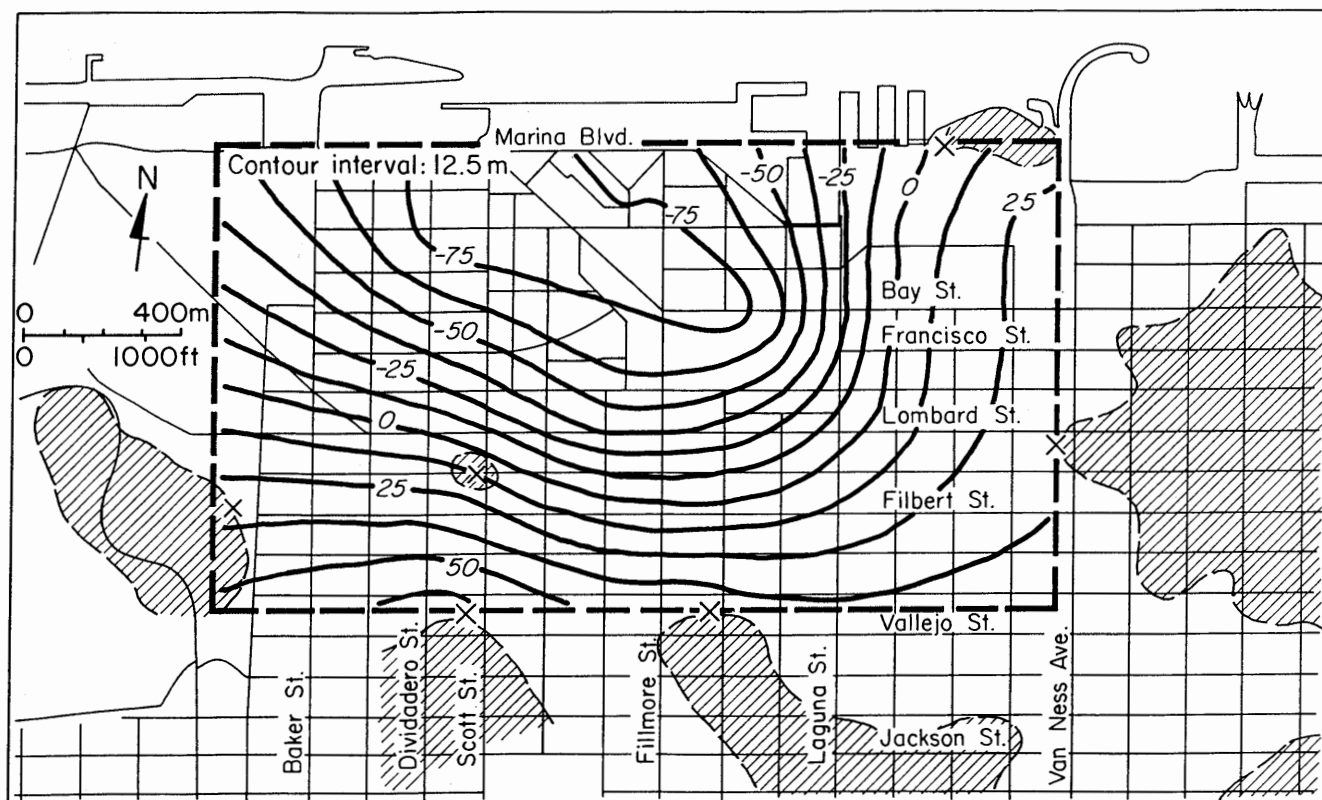 Marina Blvd.
Contour interval: 12.5 m
N
-50
-25
0
25
-75
-75
Bay St.
0 400m
0 1000ft
-50
Francisco St.
-25
0
Lombard St.
25
Filbert St.
50
Vallejo St.
Baker St.
Dividadero St.
Scott St.
Fillmore St.
Laguna St.
Jackson St.
Van Ness Ave.